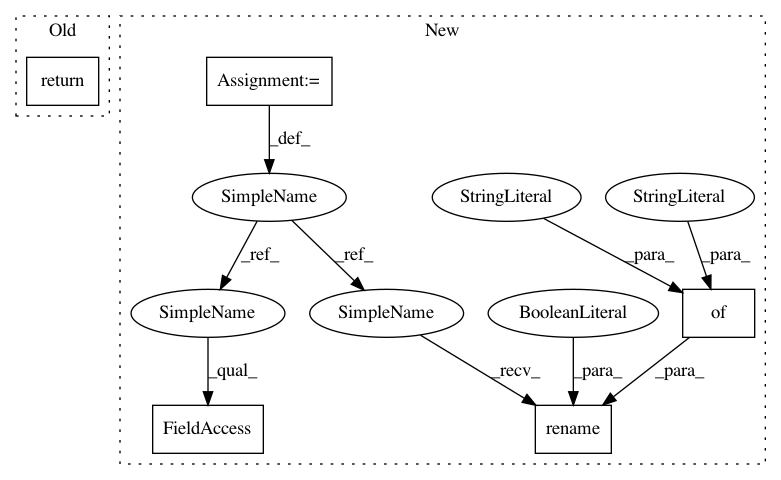 Old
New
return
Assignment:=
_def_
SimpleName
StringLiteral
StringLiteral
_ref_
_ref_
_para_
_para_
SimpleName
SimpleName
BooleanLiteral
of
_qual_
_recv_
_para_
_para_
FieldAccess
rename